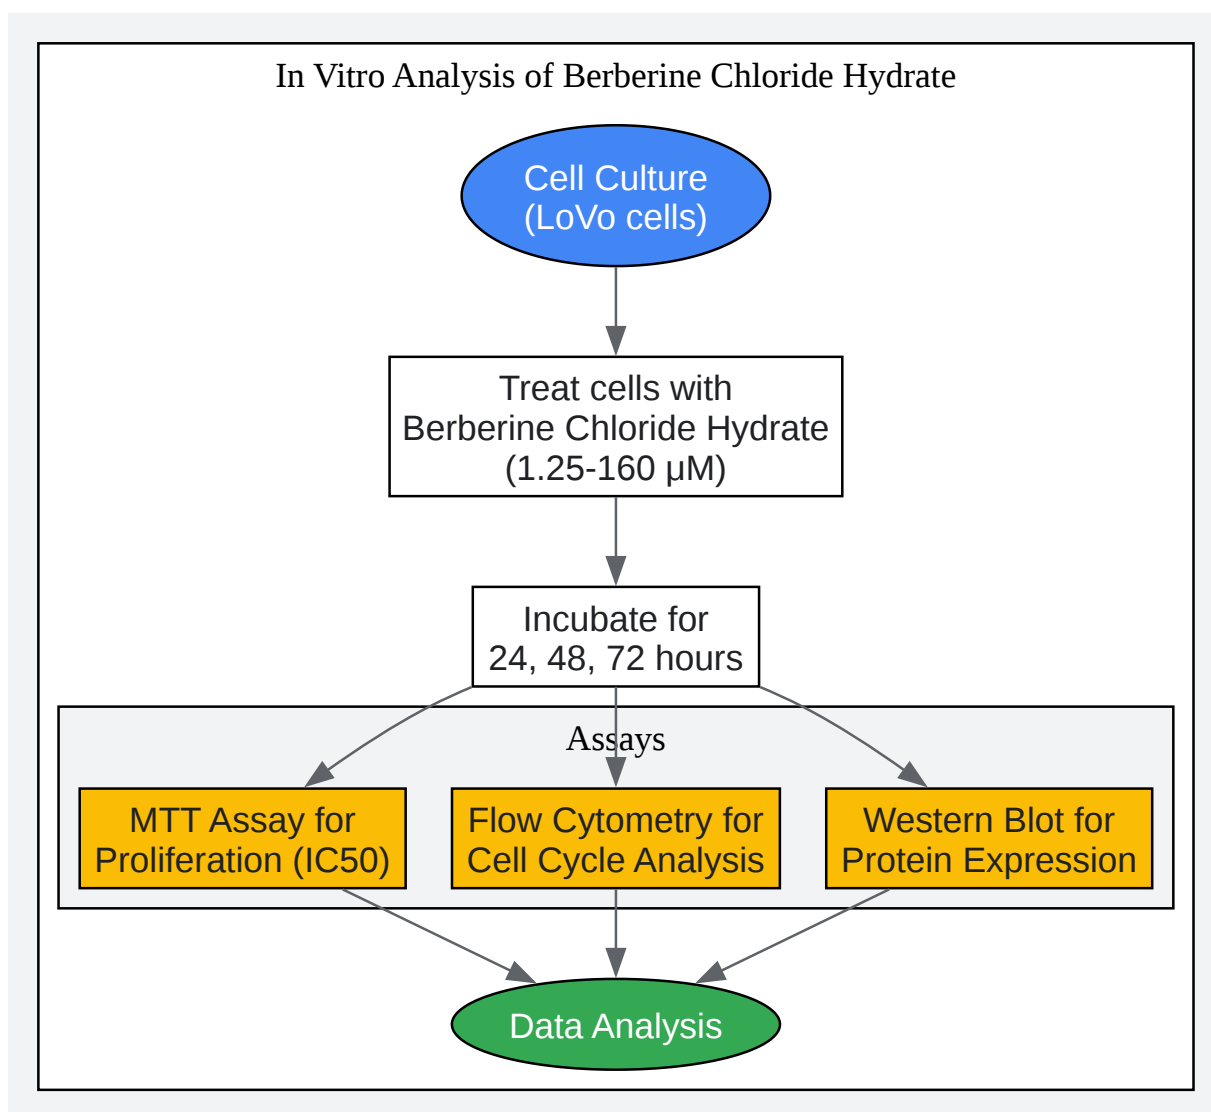 In Vitro Analysis of Berberine Chloride Hydrate
Cell Culture
(LoVo cells)
Treat cells with
Berberine Chloride Hydrate
(1.25-160 μM)
Incubate for
24, 48, 72 hours
Assays
MTT Assay for
Proliferation (IC50)
Flow Cytometry for
Cell Cycle Analysis
Western Blot for
Protein Expression
Data Analysis